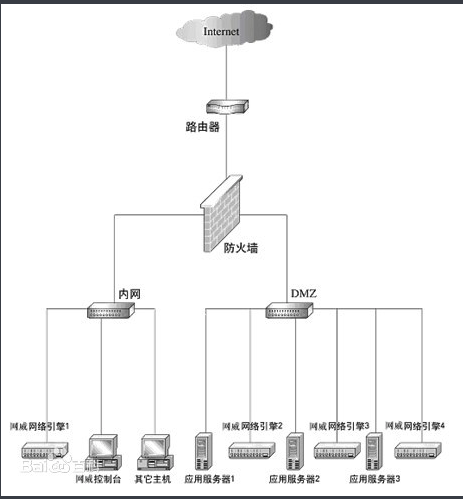 Internet
路由器
防火墙
内网
DMZ
网威网络引擎1
网威网络引擎2
网威网络引擎3
网威网络引擎4
网威控制台
其它主机
应用服务器1
应用服务器2
应用服务器3
Bai百科